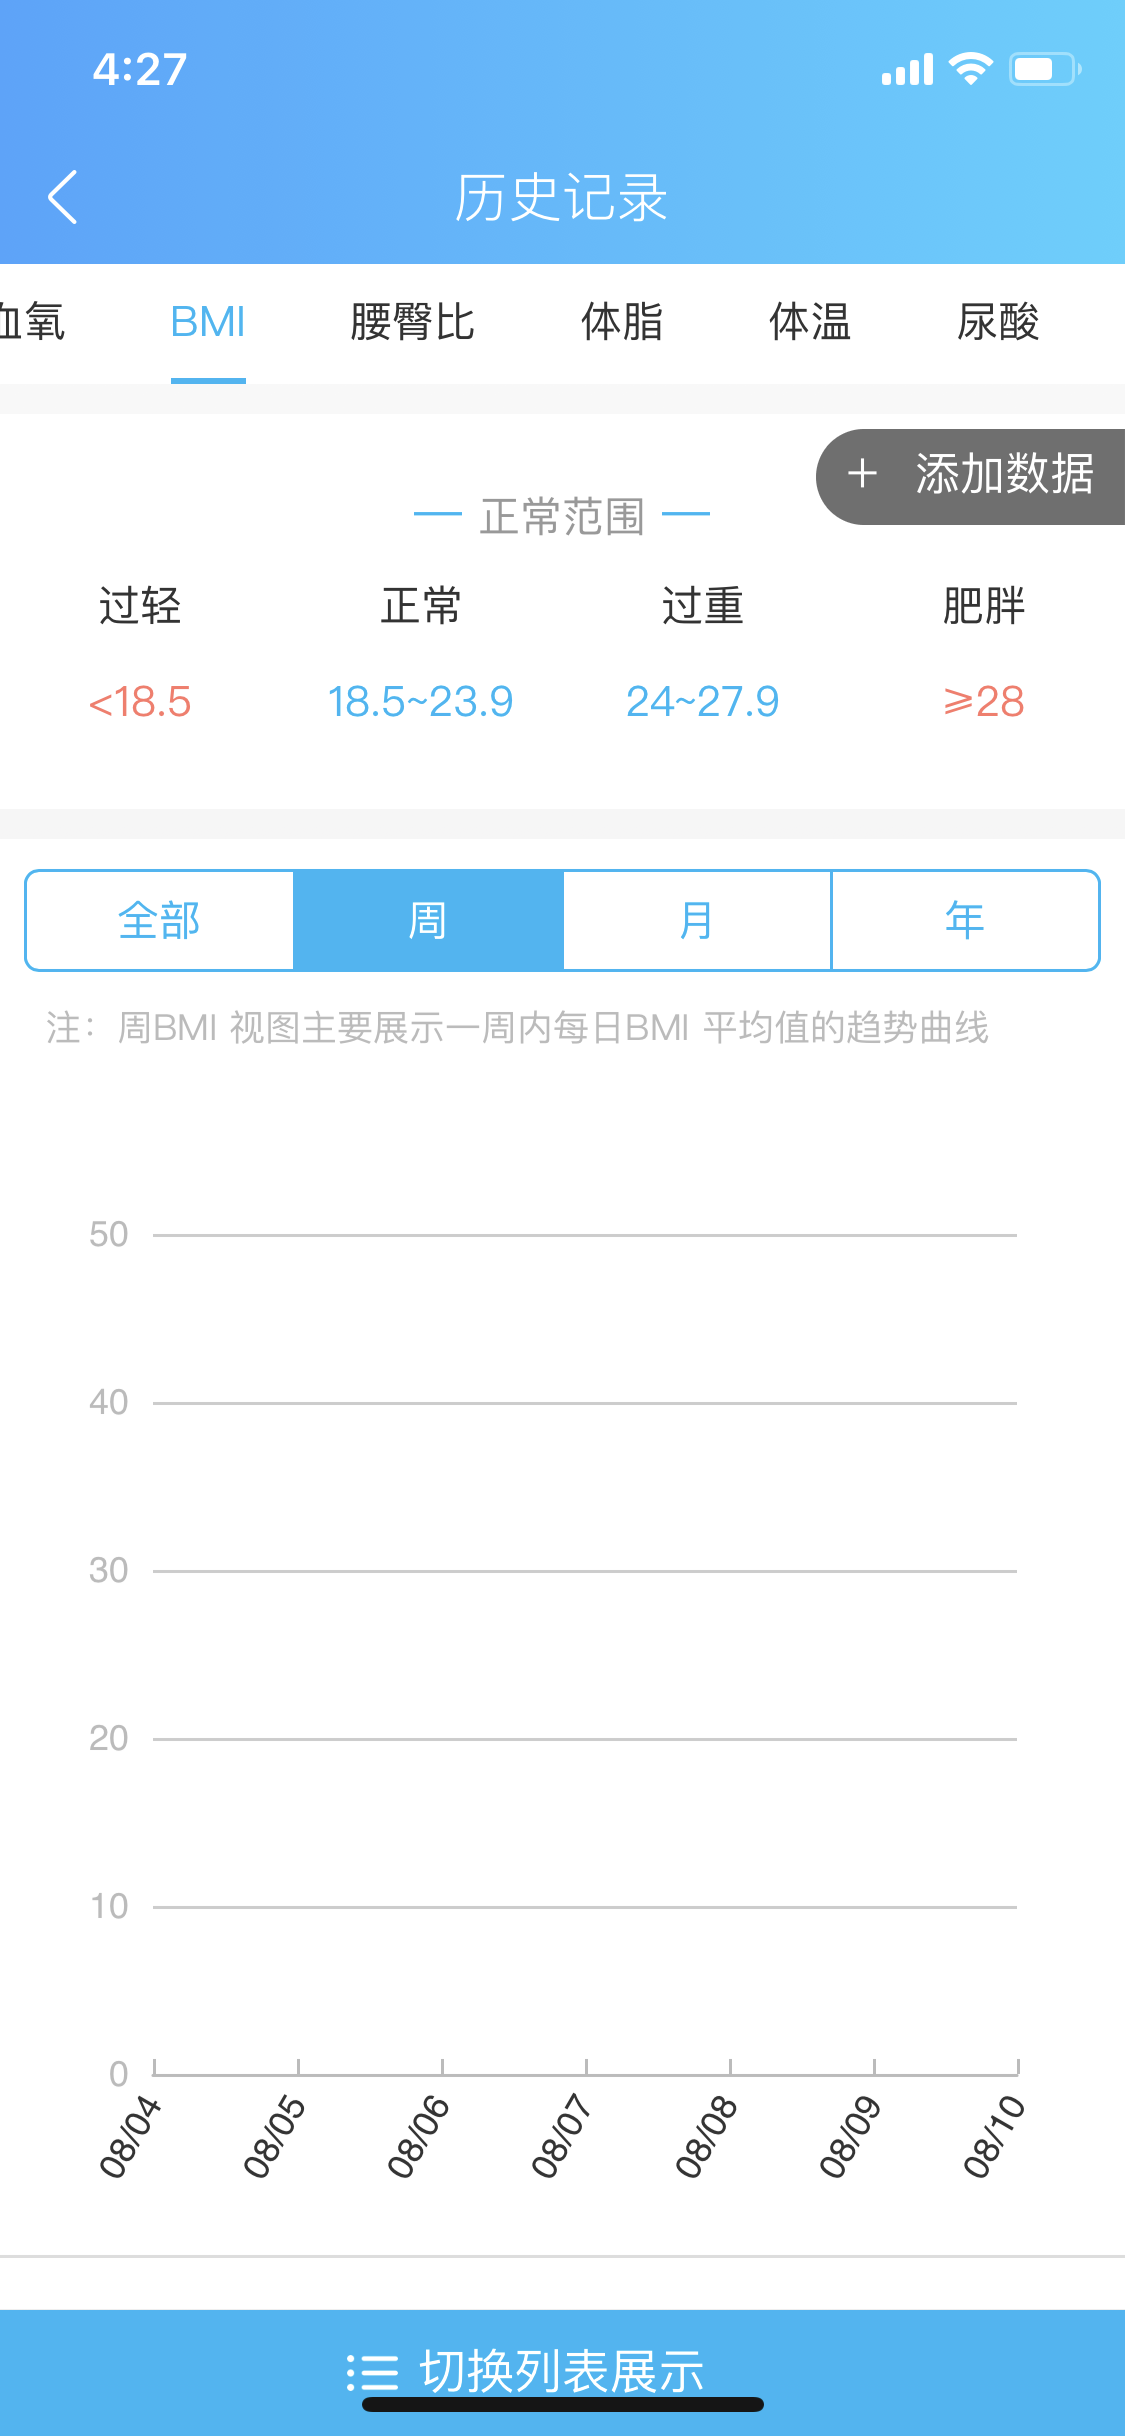 4:27
历史记录
血氧 BMI 腰臀比 体脂 体温 尿酸
+ 添加数据
正常范围
过轻 正常 过重 肥胖
<18.5 18.5~23.9 24~27.9 ⩾28
全部 周 月 年
注：周BMI 视图主要展示一周内每日BMI 平均值的趋势曲线
50
40
30
20
10
0
08/04 08/05 08/06 08/07 08/08 08/09 08/10
切换列表展示